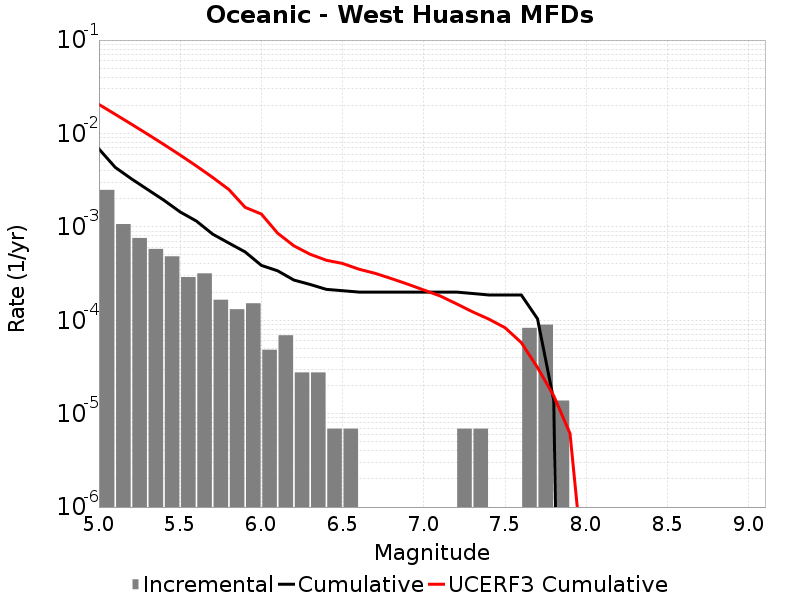 Oceanic - West Huasna MFDs
10-1
10-2
10-3
10-4
10-5
10-6
Rate (1/yr)
5.0 5.5 6.0 6.5 7.0 7.5 8.0 8.5 9.0
Magnitude
Incremental Cumulative UCERF3 Cumulative